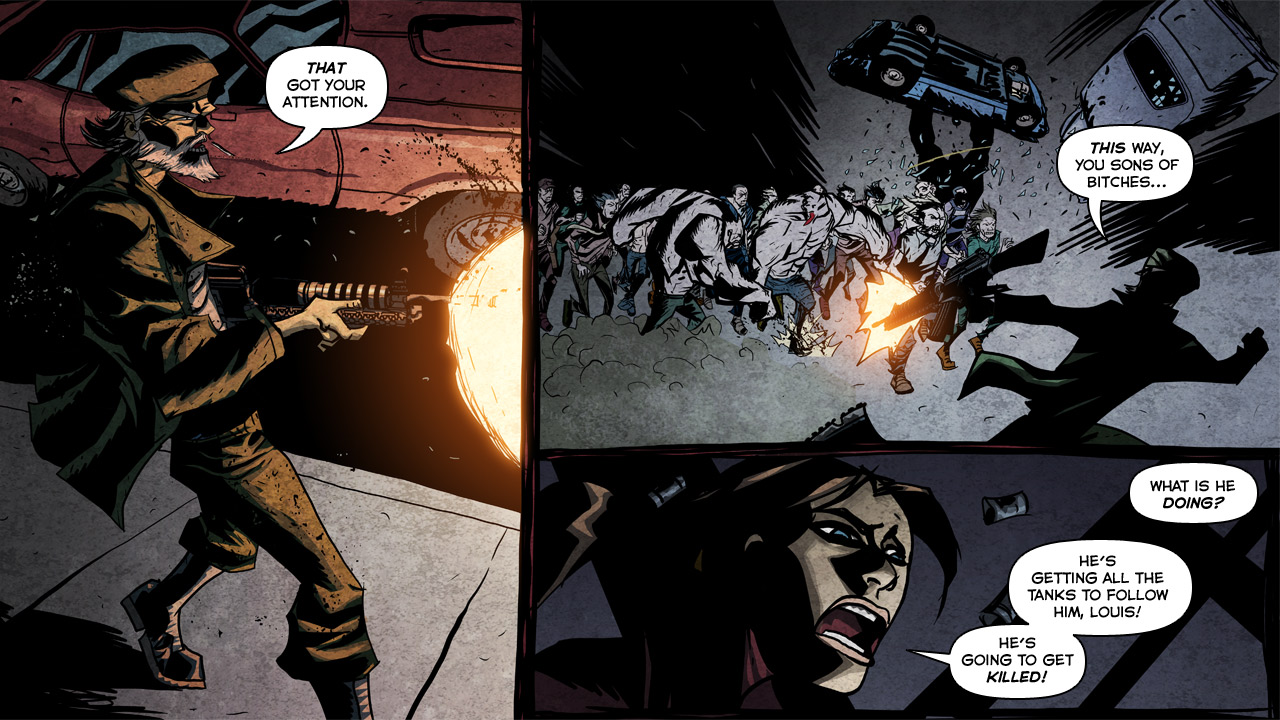 THAT
GOT YOUR
ATTENTION.
THIS WAY,
YOU SONS OF
BITCHES...
WHAT IS HE
DOING?
HE'S
GETTING ALL THE
TANKS TO FOLLOW
HIM, LOUIS!
HE'S
GOING TO GET
KILLED!